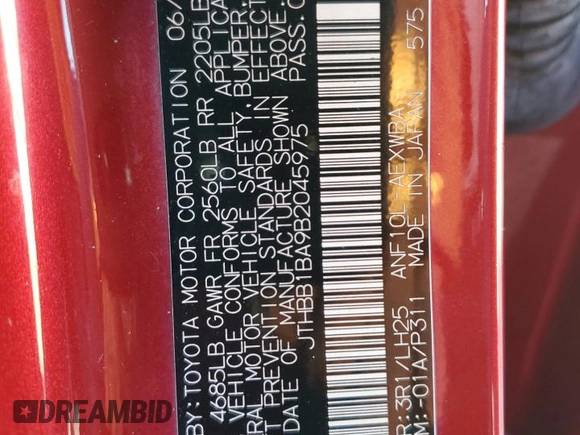 BY:TOYOTA MOTOR CORPORATION 06/
4685LB GAWR FR 2560LB RR 2205LB
VEHICLE CONFORMS TO ALL APPLICA
RAL MOTOR VEHICLE SAFETY, BUMPER,
T PREVENTION STANDARDS IN EFFECT
DATE OF MANUFACTURE SHOWN ABOVE.
JTHBB1BA9B2045975 PASS.
R:3R1/LH25 ANF10L-AEXWBA
M:-01A/P311 MADE IN JAPAN 575
DREAMBID